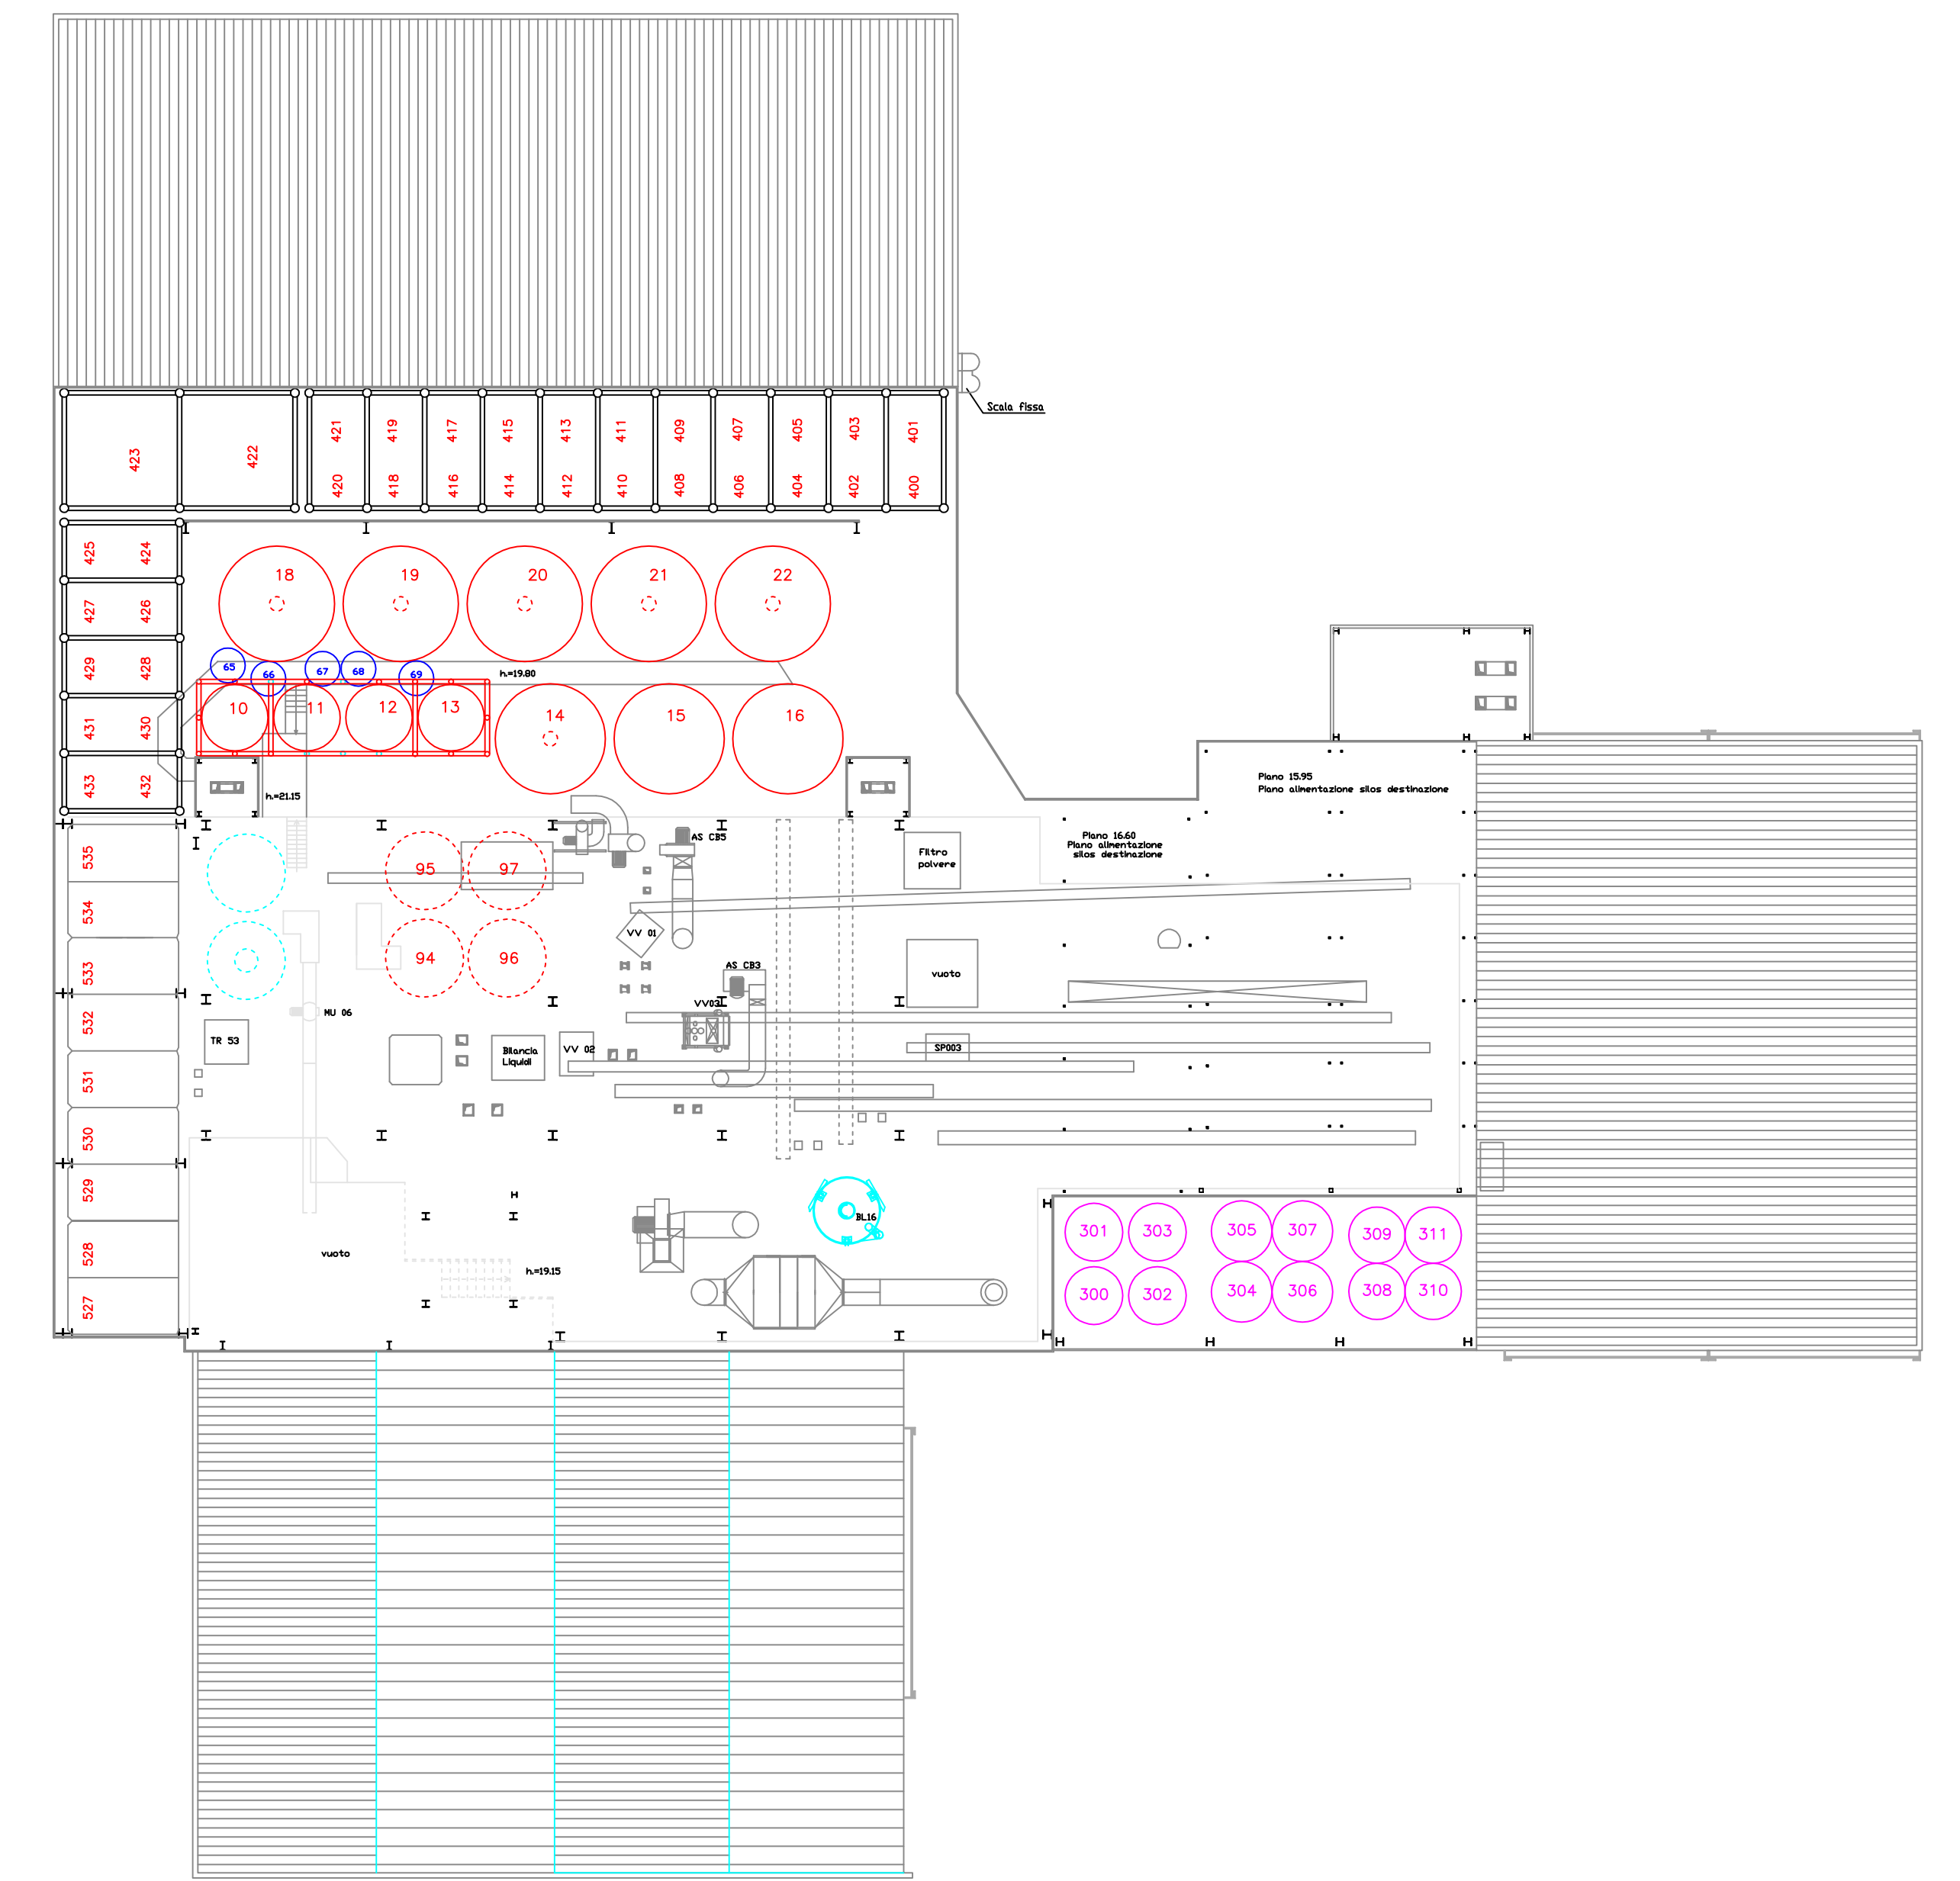 Scala fissa
421 419 417 415 413 411 409 407 405 403 401
423 422
420 418 416 414 412 410 408 406 404 402 400
425 424
18 19 20 21 22
427 426
429 428
65 66 67 68 69
h.=19.80
10 11 12 13
14 15 16
431 430
433 432
h.=21.15
Piano 15.95
Piano alimentazione silos destinazione
Piano 16.60
Piano alimentazione
silos destinazione
AS CB5
Filtro
polvere
535
95 97
534
VV 01
94 96
533
AS CB3
vuoto
VV03
MU 06
532
TR 53
Bilancia
Liquidi
VV 02
SP003
531
530
529
BL16
301 303 305 307 309 311
528
vuoto
h.=19.15
300 302 304 306 308 310
527